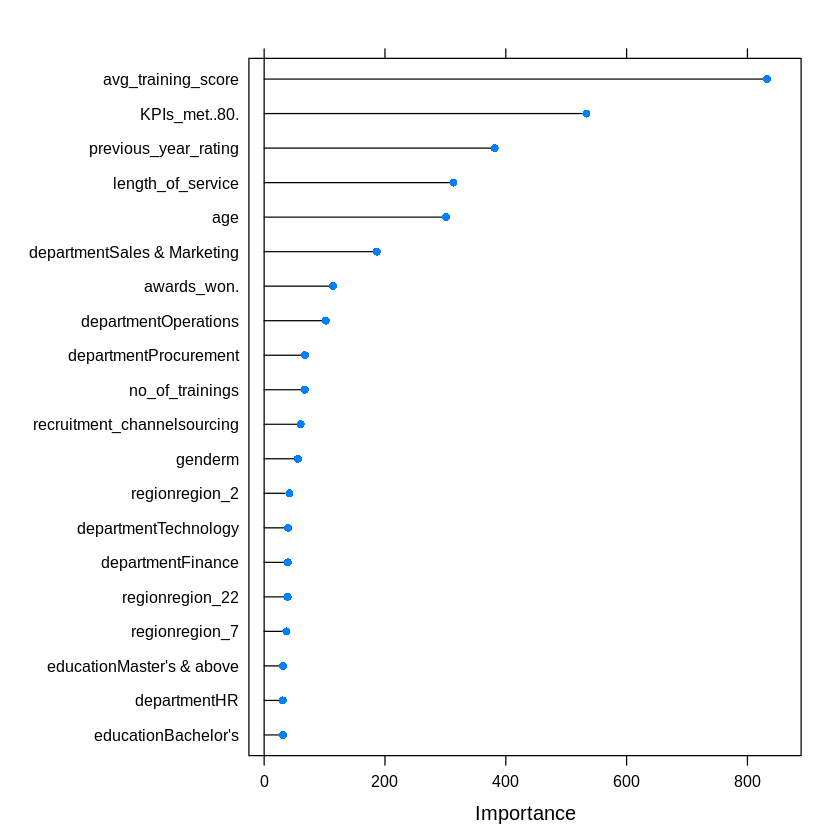 avg_training_score
KPIs_met..80.
previous_year_rating
length_of_service
age
departmentSales & Marketing
awards_won.
departmentOperations
departmentProcurement
no_of_trainings
recruitment_channelsourcing
genderm
regionregion_2
departmentTechnology
departmentFinance
regionregion_22
regionregion_7
educationMaster's & above
departmentHR
educationBachelor's
0 200 400 600 800
Importance